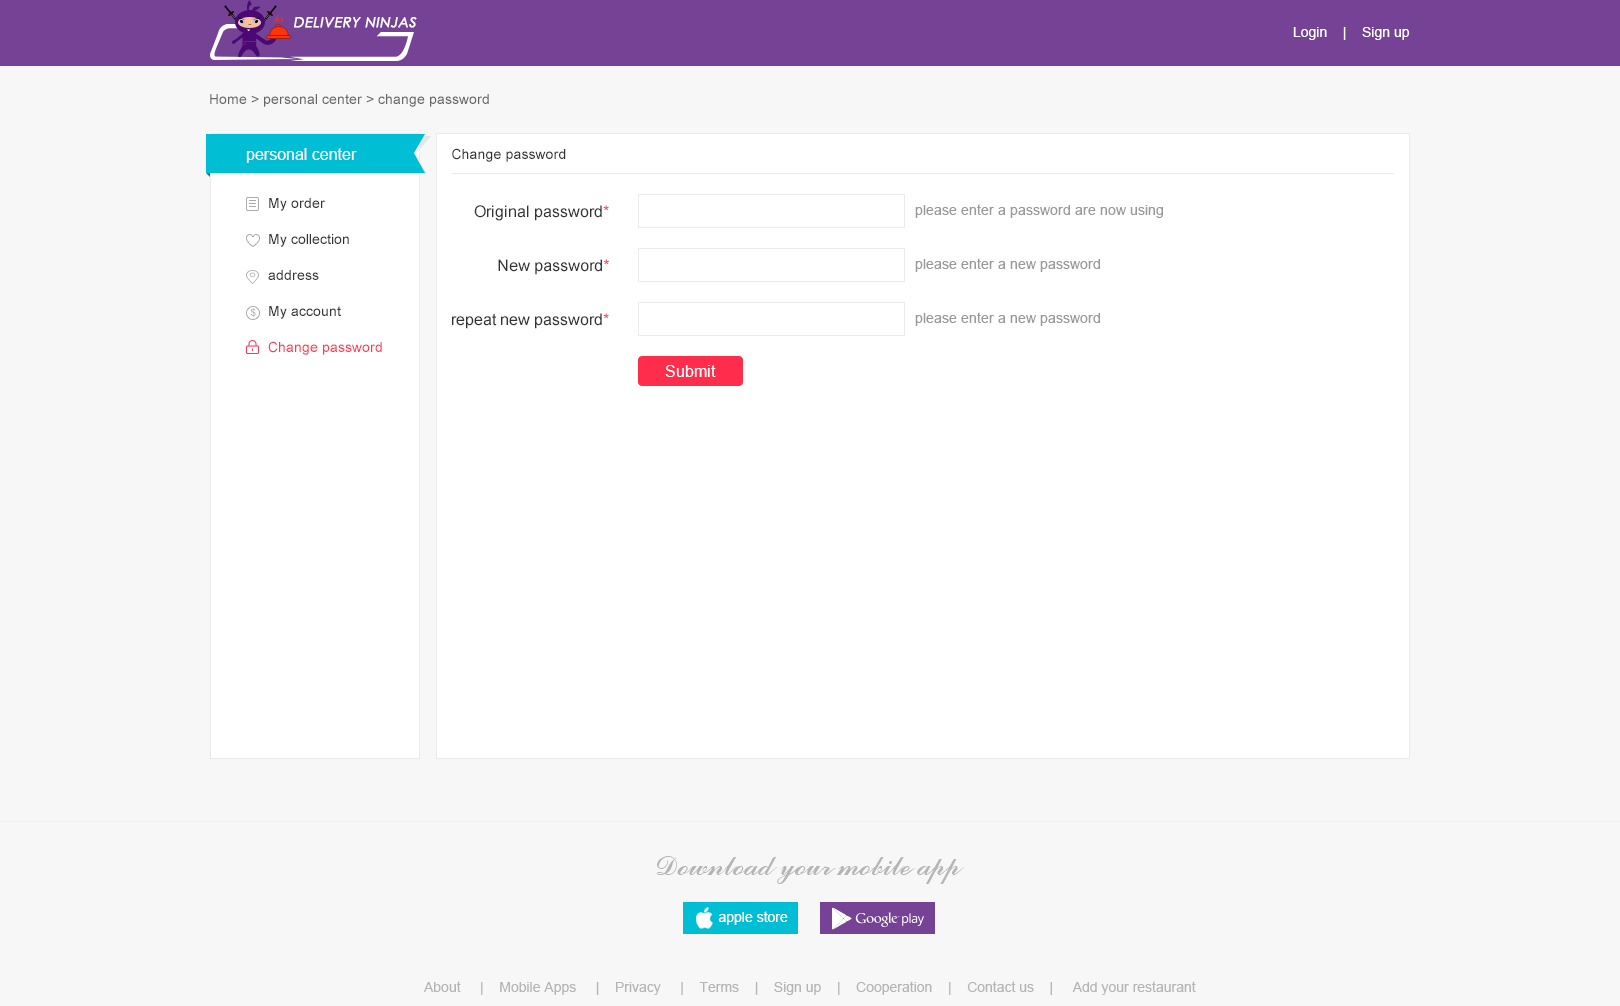 DELIVERY NINJAS
Login | Sign up
Home > personal center > change password
personal center
My order
My collection
address
My account
Change password
Change password
Original password* please enter a password are now using
New password* please enter a new password
repeat new password* please enter a new password
Submit
Download your mobile app
apple store
Google play
About | Mobile Apps | Privacy | Terms | Sign up | Cooperation | Contact us | Add your restaurant